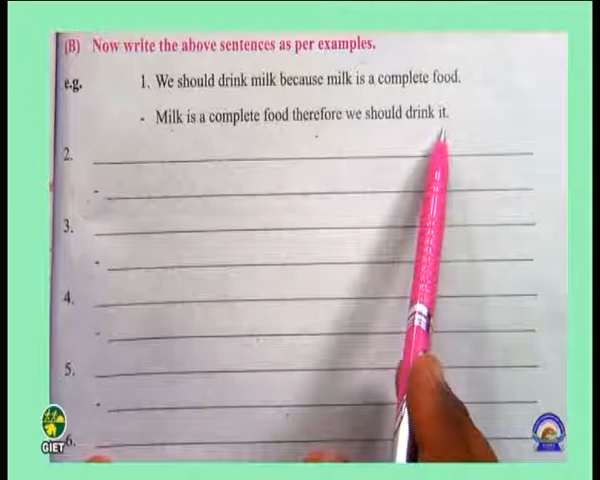 (B) Now write the above sentences as per examples.
e.g. 1. We should drink milk because milk is a complete food.
- Milk is a complete food therefore we should drink it.
2.
-
3.
-
4.
-
5.
-
6.
GIET